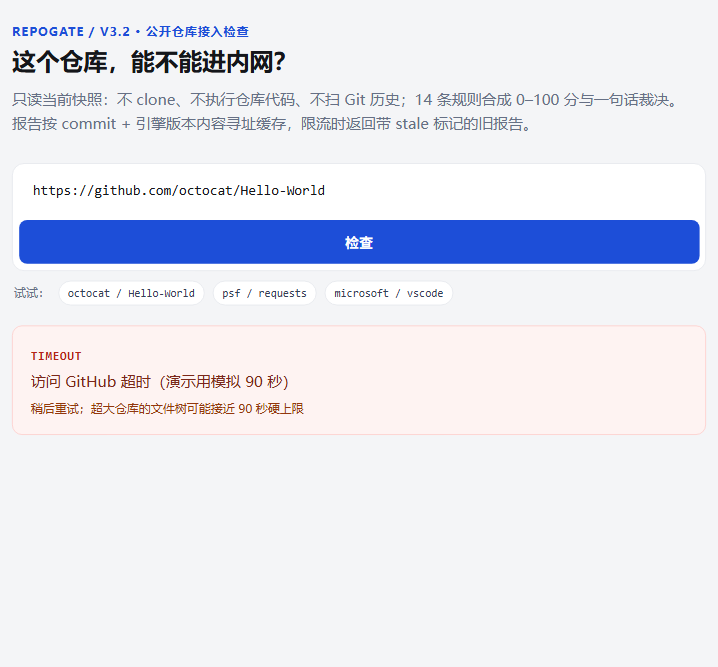 REPOGATE / V3.2 • 公开仓库接入检查
这个仓库，能不能进内网？
只读当前快照：不 clone、不执行仓库代码、不扫 Git 历史；14 条规则合成 0–100 分与一句话裁决。
报告按 commit + 引擎版本内容寻址缓存，限流时返回带 stale 标记的旧报告。
https://github.com/octocat/Hello-World
检查
试试： octocat / Hello-World psf / requests microsoft / vscode
TIMEOUT
访问 GitHub 超时（演示用模拟 90 秒）
稍后重试；超大仓库的文件树可能接近 90 秒硬上限